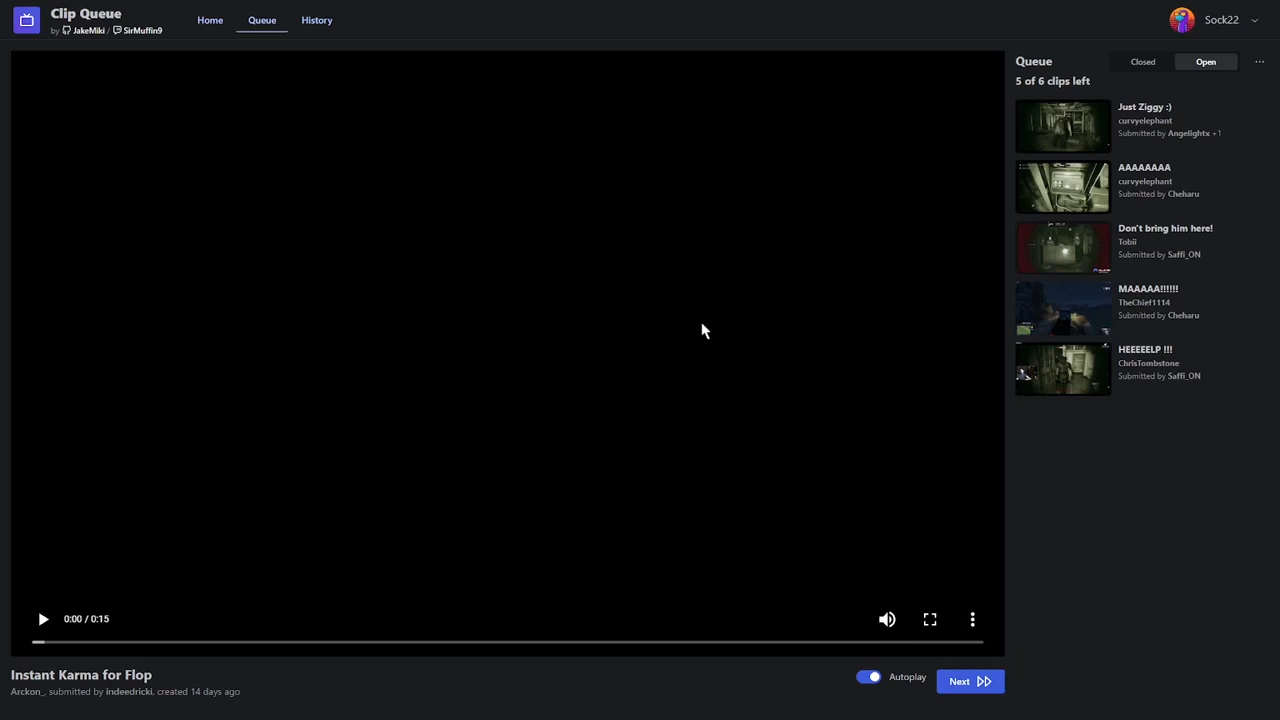 Clip Queue
by JakeMiki / SirMuffin9
Home
Queue
History
Sock22
Queue
Closed
Open
5 of 6 clips left
Just Ziggy :)
curvyelephant
Submitted by Angelightx +1
AAAAAAAA
curvyelephant
Submitted by Cheharu
Don't bring him here!
Tobii
Submitted by Saffi_ON
MAAAAA!!!!!!
TheChief1114
Submitted by Cheharu
HEEEEELP !!!
ChrisTombstone
Submitted by Saffi_ON
0:00 / 0:15
Instant Karma for Flop
Arckon_, submitted by indeedricki, created 14 days ago
Autoplay
Next